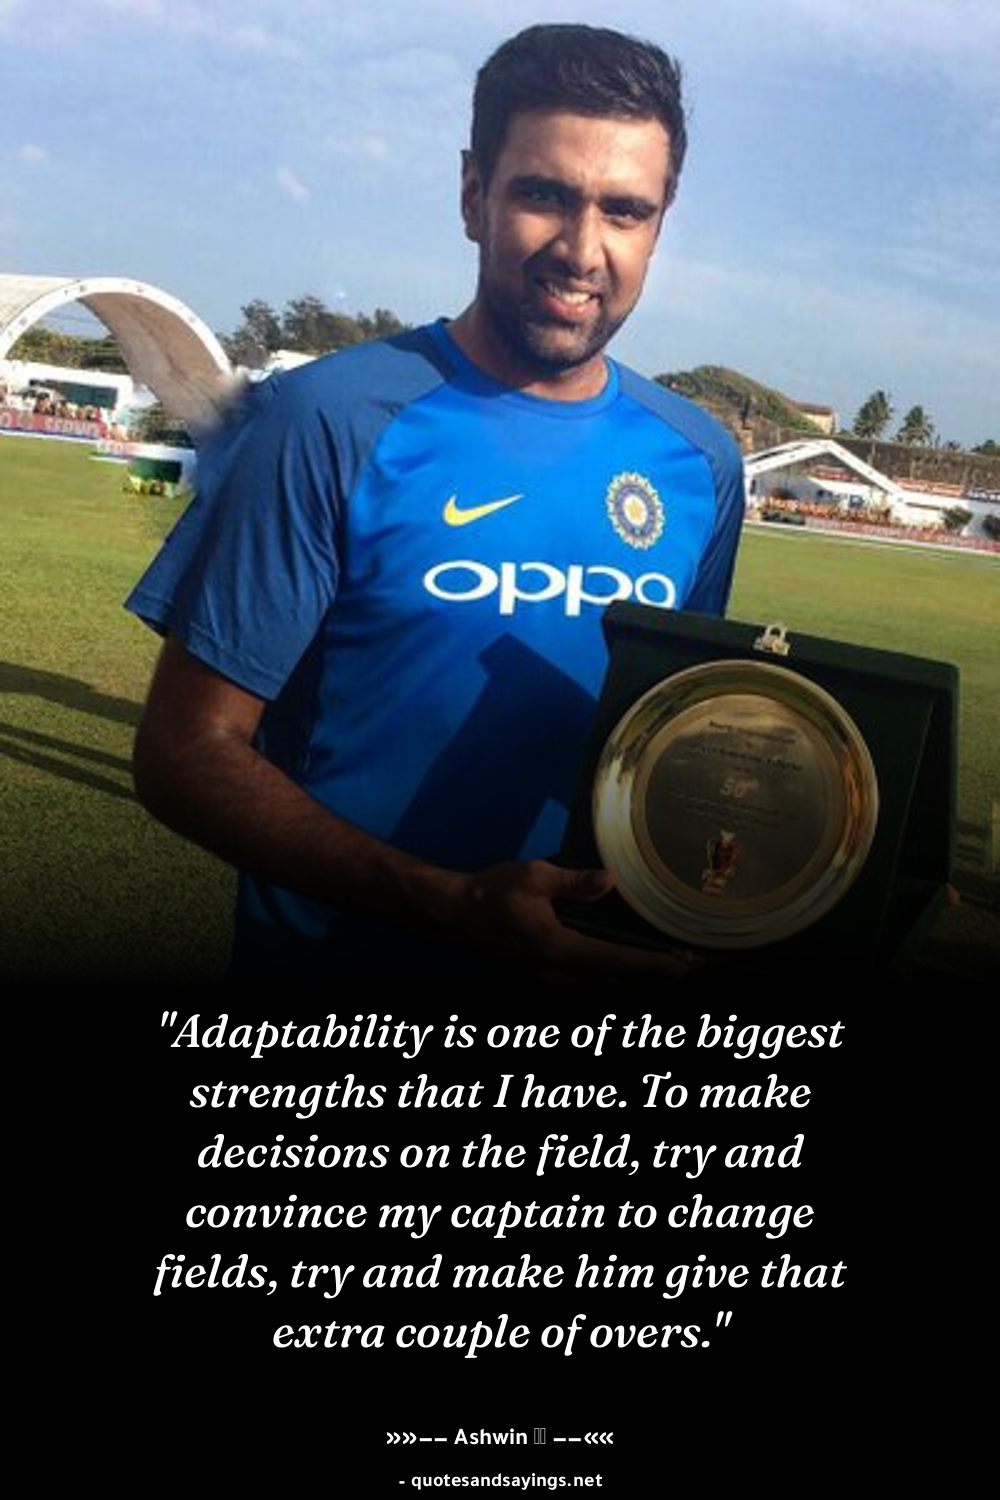 oppo
50th
"Adaptability is one of the biggest
strengths that I have. To make
decisions on the field, try and
convince my captain to change
fields, try and make him give that
extra couple of overs."
»»—— Ashwin ——««
- quotesandsayings.net